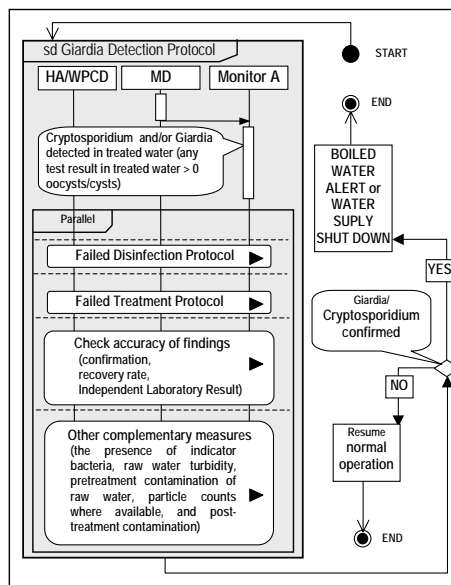 sd Giardia Detection Protocol
START
HA/WPCD
MD
Monitor A
END
Cryptosporidium and/or Giardia
detected in treated water (any
test result in treated water > 0
oocysts/cysts)
BOILED
WATER
ALERT or
WATER
SUPLY
SHUT DOWN
Parallel
Failed Disinfection Protocol
YES
Failed Treatment Protocol
Giardia/
Cryptosporidium
confirmed
Check accuracy of findings
(confirmation,
recovery rate,
Independent Laboratory Result)
NO
Other complementary measures
(the presence of indicator
bacteria, raw water turbidity,
pretreatment contamination of
raw water, particle counts
where available, and post-
treatment contamination)
Resume
normal
operation
END